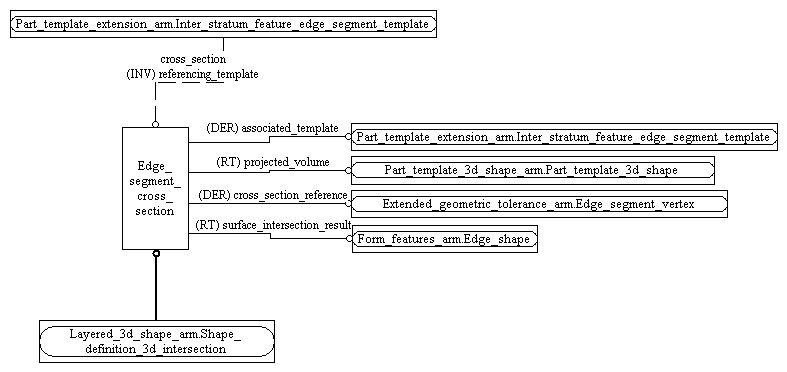 Part_template_extension_arm.Inter_stratum_feature_edge_segment_template
cross_section
(INV) referencing_template
(DER) associated_template
Part_template_extension_arm.Inter_stratum_feature_edge_segment_template
Edge_
segment_
cross_
section
(RT) projected_volume
Part_template_3d_shape_arm.Part_template_3d_shape
(DER) cross_section_reference
Extended_geometric_tolerance_arm.Edge_segment_vertex
(RT) surface_intersection_result
Form_features_arm.Edge_shape
Layered_3d_shape_arm.Shape_
definition_3d_intersection